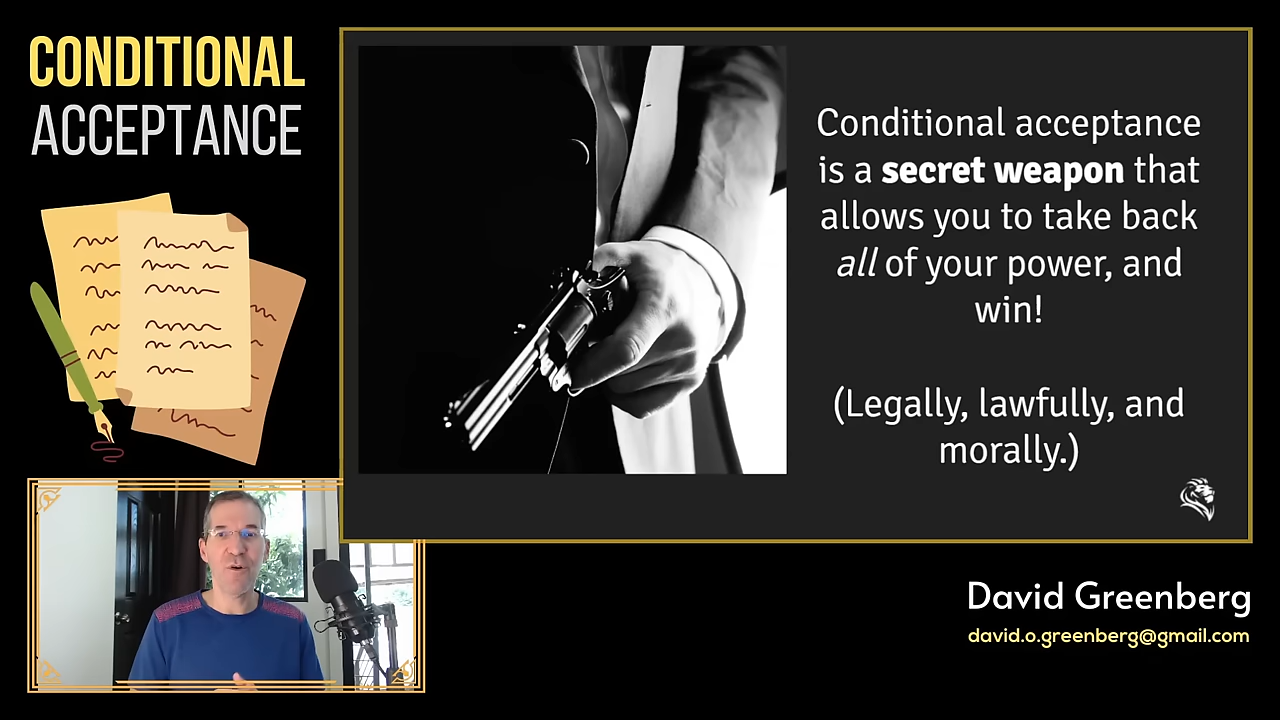 CONDITIONAL
ACCEPTANCE
Conditional acceptance
is a secret weapon that
allows you to take back
all of your power, and
win!
(Legally, lawfully, and
morally.)
David Greenberg
david.o.greenberg@gmail.com